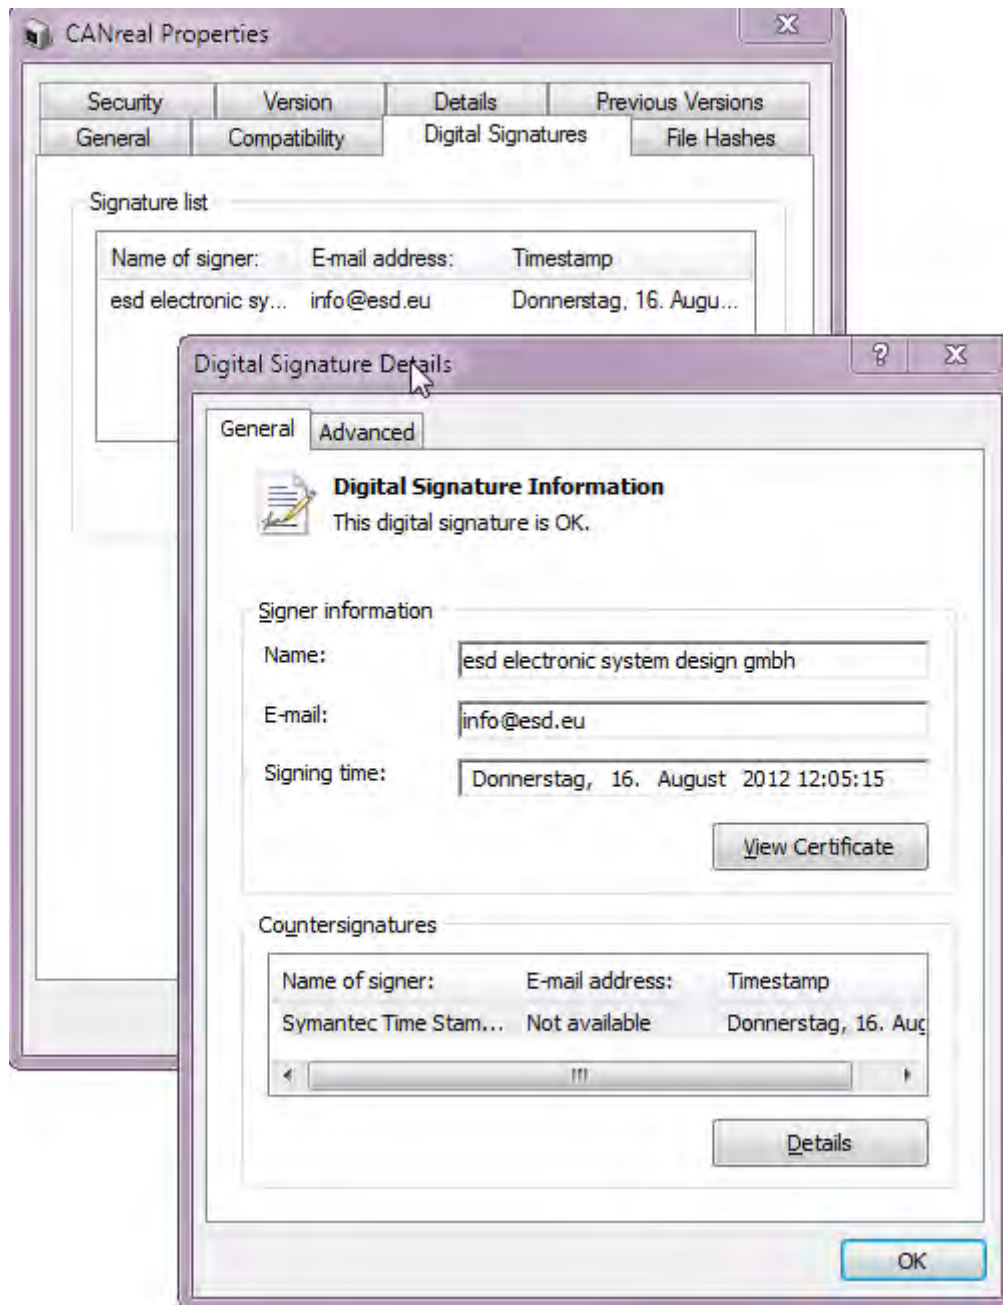 CANreal Properties
Security Version Details Previous Versions
General Compatibility Digital Signatures File Hashes
Signature list
Name of signer: E-mail address: Timestamp
esd electronic sy... info@esd.eu Donnerstag, 16. Augu...
Digital Signature Details
General Advanced
Digital Signature Information
This digital signature is OK.
Signer information
Name: esd electronic system design gmbh
E-mail: info@esd.eu
Signing time: Donnerstag, 16. August 2012 12:05:15
View Certificate
Countersignatures
Name of signer: E-mail address: Timestamp
Symantec Time Stam... Not available Donnerstag, 16. Aug
Details
OK